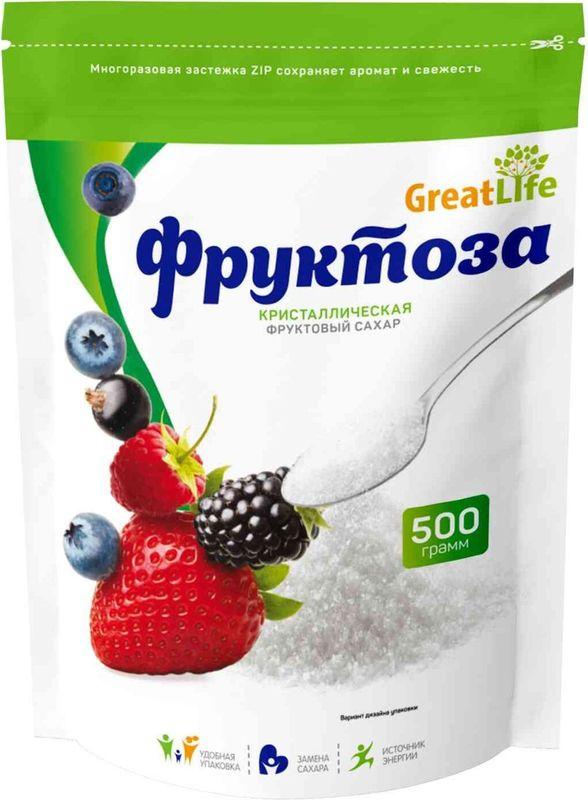 Многоразовая застежка ZIP сохраняет аромат и свежесть
GreatLife
Фруктоза
КРИСТАЛЛИЧЕСКАЯ
ФРУКТОВЫЙ САХАР
500
грамм
Вариант дизайна упаковки
УДОБНАЯ
УПАКОВКА
ЗАМЕНА
САХАРА
ИСТОЧНИК
ЭНЕРГИИ